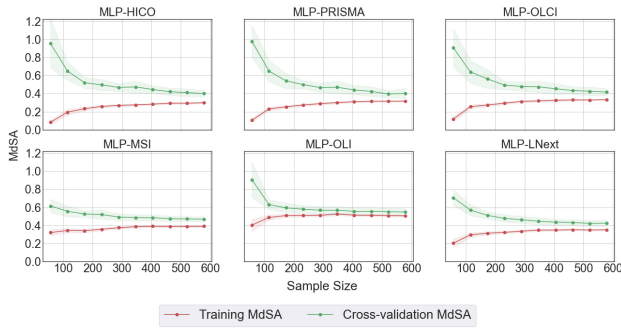 MLP-HICO MLP-PRISMA MLP-OLCI
1.2
1.0
0.8
0.6
0.4
0.2
0.0
MdSA
MLP-MSI MLP-OLI MLP-LNext
1.2
1.0
0.8
0.6
0.4
0.2
0.0
100 200 300 400 500 600 100 200 300 400 500 600 100 200 300 400 500 600
Sample Size
Training MdSA Cross-validation MdSA